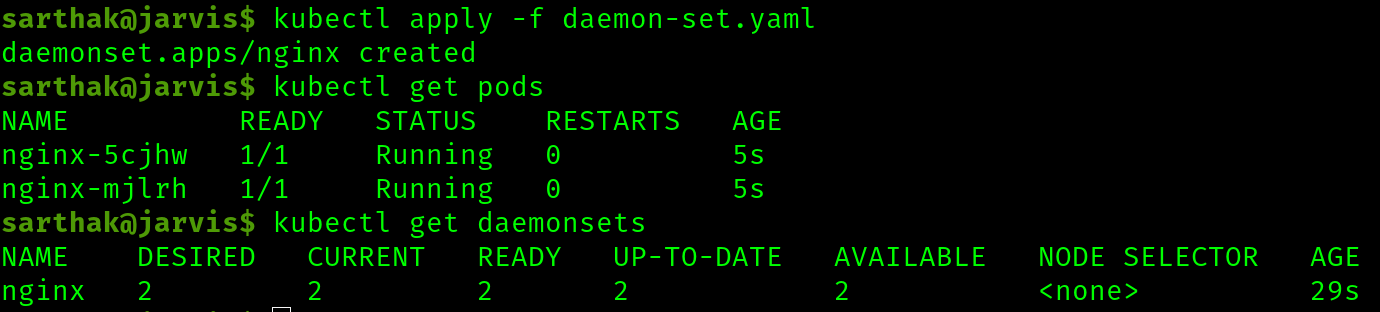 sarthak@jarvis$ kubectl apply -f daemon-set.yaml
daemonset.apps/nginx created
sarthak@jarvis$ kubectl get pods
NAME          READY   STATUS    RESTARTS   AGE
nginx-5cjhw   1/1     Running   0          5s
nginx-mjlrh   1/1     Running   0          5s
sarthak@jarvis$ kubectl get daemonsets
NAME    DESIRED   CURRENT   READY   UP-TO-DATE   AVAILABLE   NODE SELECTOR   AGE
nginx   2         2         2       2            2           <none>          29s